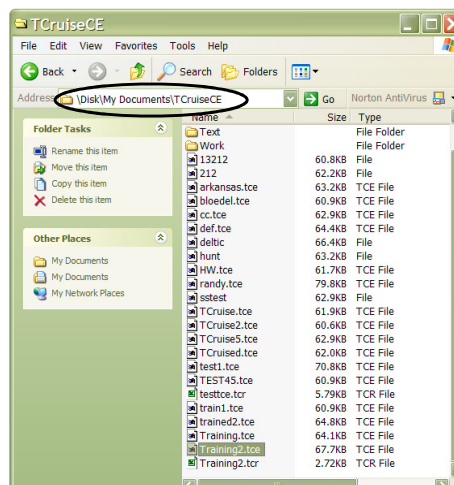 TCruiseCE
File Edit View Favorites Tools Help
Back Search Folders
Address \Disk\My Documents\TCruiseCE Go Norton AntiVirus
Name Size Type
Folder Tasks
Rename this item
Move this item
Copy this item
Delete this item
Other Places
My Documents
My Documents
My Network Places
Text File Folder
Work File Folder
13212 60.8KB File
212 62.2KB File
arkansas.tce 63.2KB TCE File
bloedel.tce 60.9KB TCE File
cc.tce 62.9KB TCE File
def.tce 64.4KB TCE File
deltic 66.4KB File
hunt 63.2KB File
HW.tce 61.7KB TCE File
randy.tce 79.8KB TCE File
sstest 62.9KB File
TCruise.tce 61.9KB TCE File
TCruise2.tce 60.6KB TCE File
TCruise5.tce 62.9KB TCE File
TCruised.tce 62.0KB TCE File
test1.tce 70.8KB TCE File
TEST45.tce 60.9KB TCE File
testtce.tcr 5.79KB TCR File
train1.tce 60.9KB TCE File
trained2.tce 64.8KB TCE File
Training.tce 64.1KB TCE File
Training2.tce 67.7KB TCE File
Training2.tcr 2.72KB TCR File